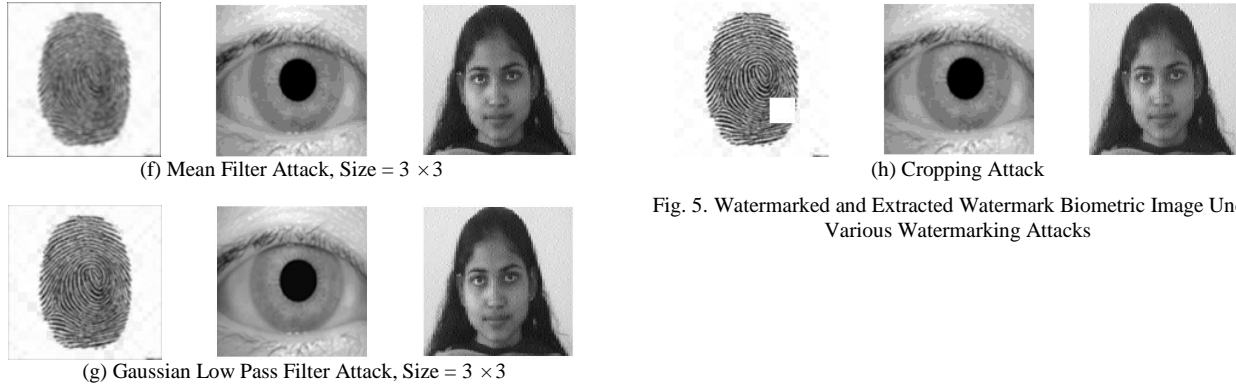 (f) Mean Filter Attack, Size = 3 ×3
(g) Gaussian Low Pass Filter Attack, Size = 3 ×3
(h) Cropping Attack
Fig. 5. Watermarked and Extracted Watermark Biometric Image
Various Watermarking Attacks